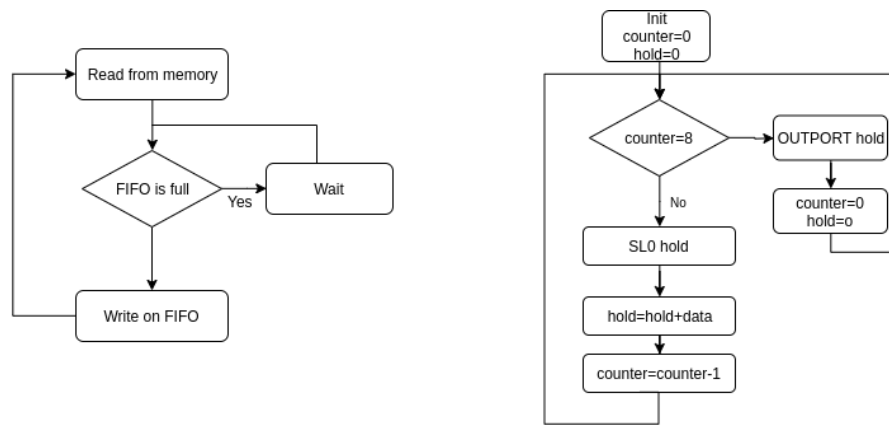 Read from memory
FIFO is full
Yes
Wait
Write on FIFO
Init
counter=0
hold=0
counter=8
OUTPORT hold
No
counter=0
hold=o
SL0 hold
hold=hold+data
counter=counter-1